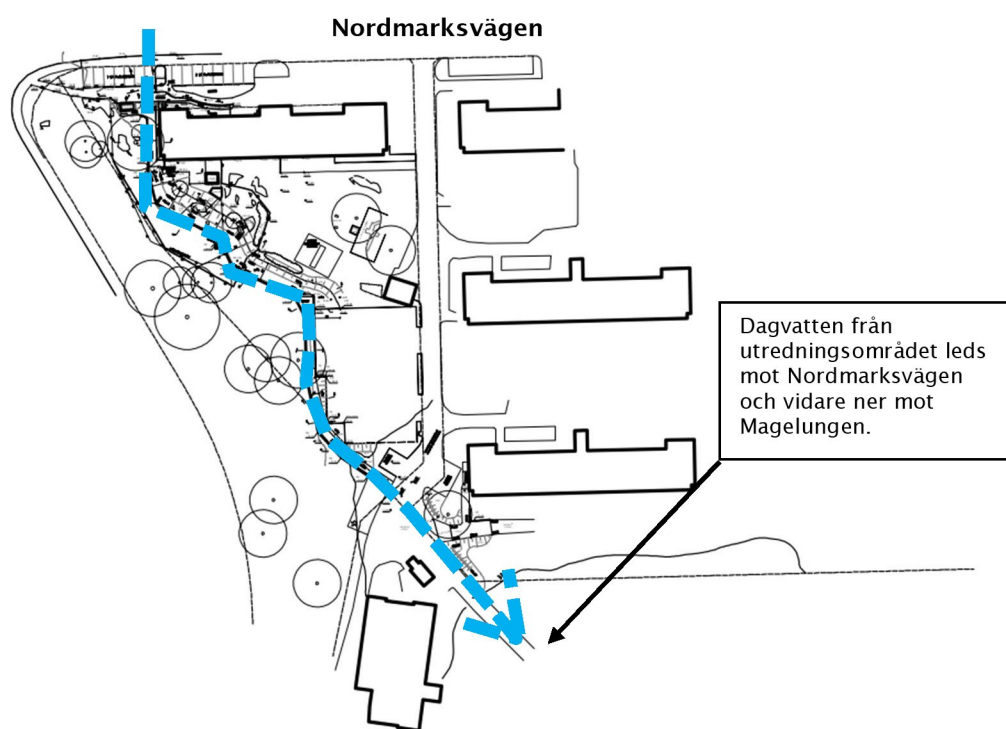 Nordmarksvägen
Dagvatten från
utredningsområdet leds
mot Nordmarksvägen
och vidare ner mot
Magelungen.